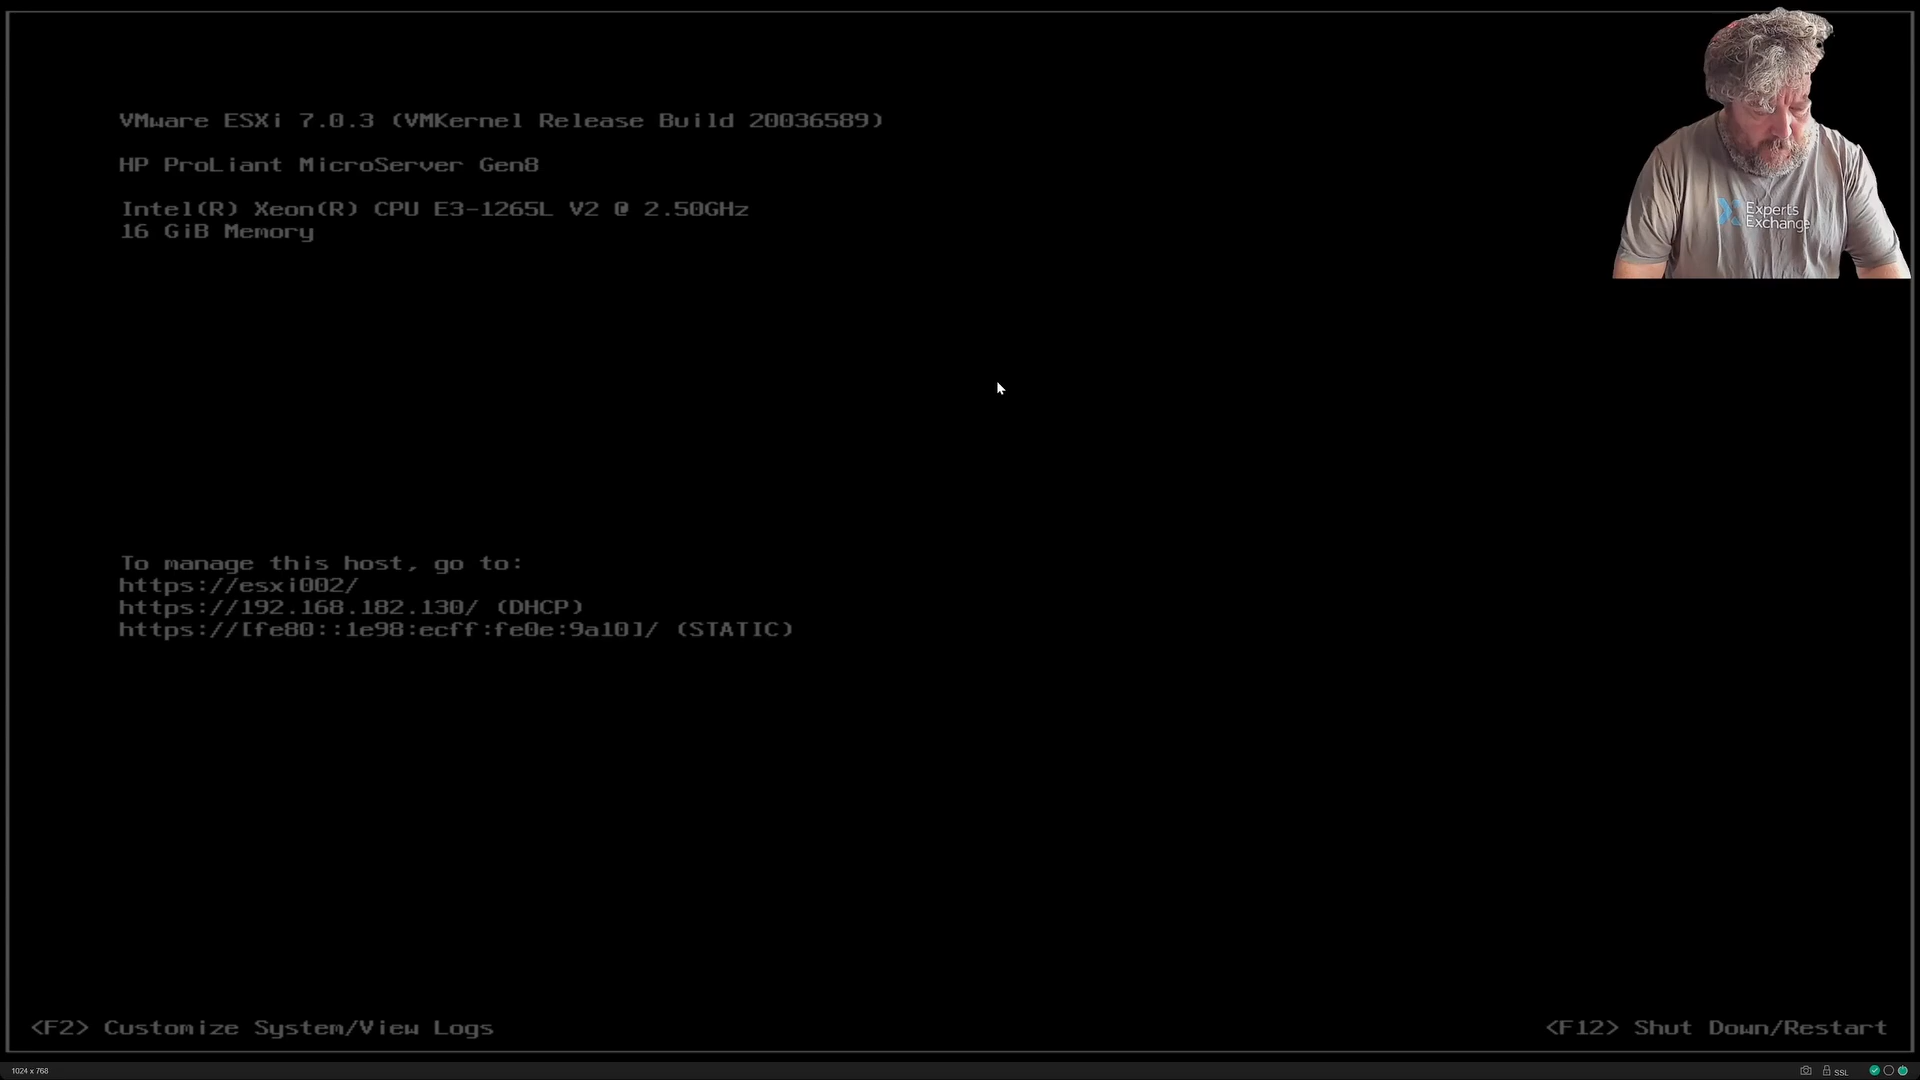 VMware ESXi 7.0.3 (VMKernel Release Build 20036589)
HP ProLiant MicroServer Gen8
Intel(R) Xeon(R) CPU E3-1265L V2 @ 2.50GHz
16 GiB Memory
Experts
Exchange
To manage this host, go to:
https://esxi002/
https://192.168.182.130/ (DHCP)
https://[fe80::1e98:ecff:fe0e:9a10]/ (STATIC)
<F2> Customize System/View Logs
<F12> Shut Down/Restart
1024 x 768
SSL